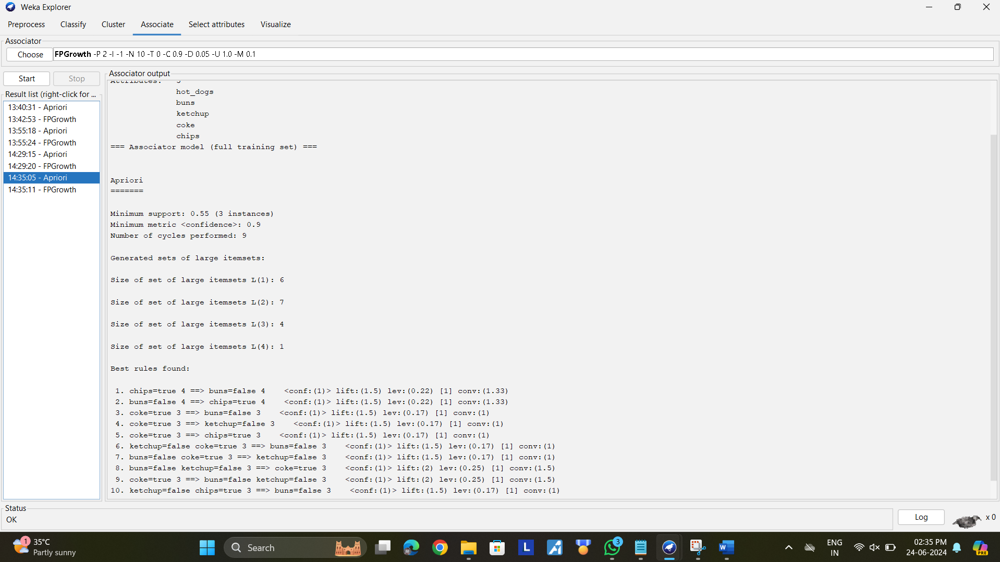 Weka Explorer
Preprocess Classify Cluster Associate Select attributes Visualize
Associator
Choose FPGrowth -P 2 -I -1 -N 10 -T 0 -C 0.9 -D 0.05 -U 1.0 -M 0.1
Start Stop
Result list (right-click for ...
13:40:31 - Apriori
13:42:53 - FPGrowth
13:55:18 - Apriori
13:55:24 - FPGrowth
14:29:15 - Apriori
14:29:20 - FPGrowth
14:35:05 - Apriori
14:35:11 - FPGrowth
Associator output
Attributes: 5
hot_dogs
buns
ketchup
coke
chips
=== Associator model (full training set) ===
Apriori
=======
Minimum support: 0.55 (3 instances)
Minimum metric <confidence>: 0.9
Number of cycles performed: 9
Generated sets of large itemsets:
Size of set of large itemsets L(1): 6
Size of set of large itemsets L(2): 7
Size of set of large itemsets L(3): 4
Size of set of large itemsets L(4): 1
Best rules found:
1. chips=true 4 ==> buns=false 4 <conf:(1)> lift:(1.5) lev:(0.22) [1] conv:(1.33)
2. buns=false 4 ==> chips=true 4 <conf:(1)> lift:(1.5) lev:(0.22) [1] conv:(1.33)
3. coke=true 3 ==> buns=false 3 <conf:(1)> lift:(1.5) lev:(0.17) [1] conv:(1)
4. coke=true 3 ==> ketchup=false 3 <conf:(1)> lift:(1.5) lev:(0.17) [1] conv:(1)
5. coke=true 3 ==> chips=true 3 <conf:(1)> lift:(1.5) lev:(0.17) [1] conv:(1)
6. ketchup=false coke=true 3 ==> buns=false 3 <conf:(1)> lift:(1.5) lev:(0.17) [1] conv:(1)
7. buns=false coke=true 3 ==> ketchup=false 3 <conf:(1)> lift:(1.5) lev:(0.17) [1] conv:(1)
8. buns=false ketchup=false 3 ==> coke=true 3 <conf:(1)> lift:(2) lev:(0.25) [1] conv:(1.5)
9. coke=true 3 ==> buns=false ketchup=false 3 <conf:(1)> lift:(2) lev:(0.25) [1] conv:(1.5)
10. ketchup=false chips=true 3 ==> buns=false 3 <conf:(1)> lift:(1.5) lev:(0.17) [1] conv:(1)
Status
OK
Log
x 0
1
35°C
Partly sunny
Search
L
3
W
PRE
ENG
IN
02:35 PM
24-06-2024